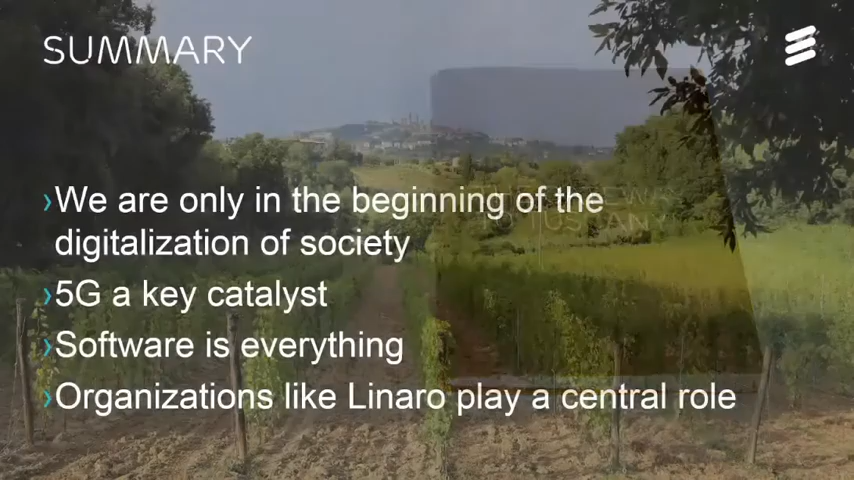 SUMMARY
›We are only in the beginning of the
digitalization of society
›5G a key catalyst
›Software is everything
›Organizations like Linaro play a central role
TUSCANY